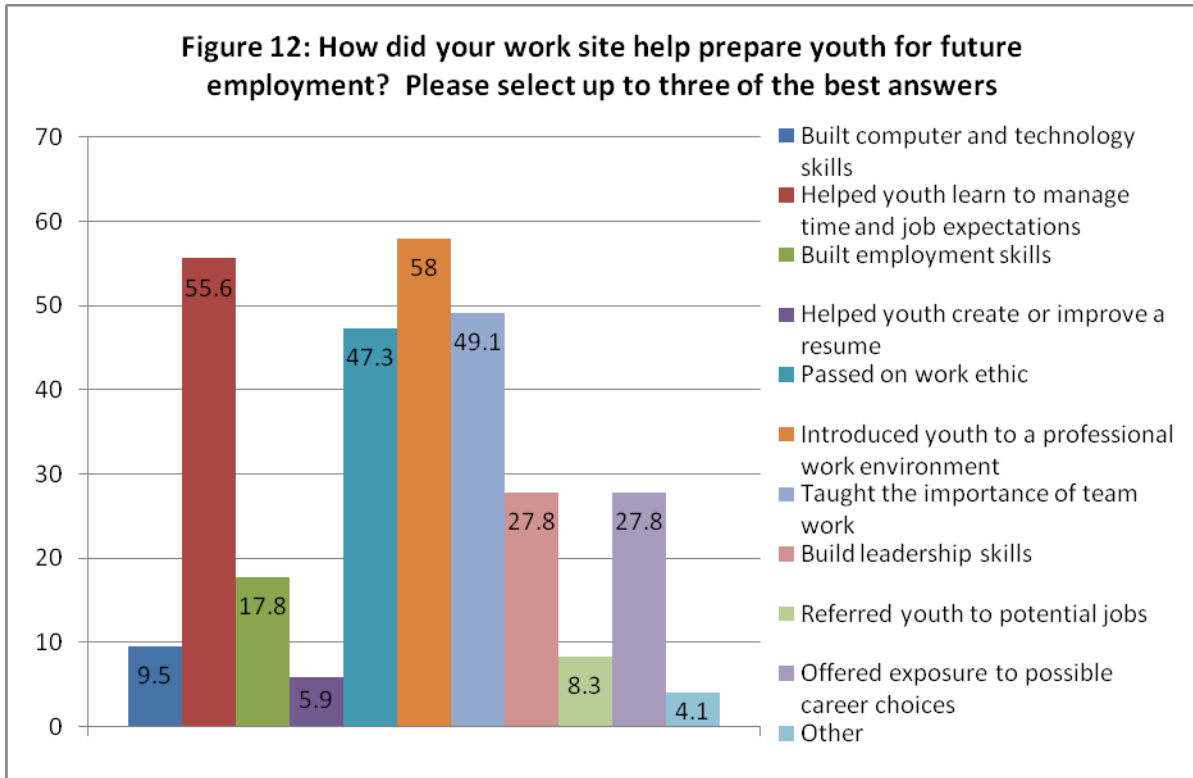 Figure 12: How did your work site help prepare youth for future
employment?  Please select up to three of the best answers
70
60
50
40
30
20
10
0
9.5
55.6
17.8
5.9
47.3
58
49.1
27.8
8.3
27.8
4.1
Built computer and technology
skills
Helped youth learn to manage
time and job expectations
Built employment skills
Helped youth create or improve a
resume
Passed on work ethic
Introduced youth to a professional
work environment
Taught the importance of team
work
Build leadership skills
Referred youth to potential jobs
Offered exposure to possible
career choices
Other